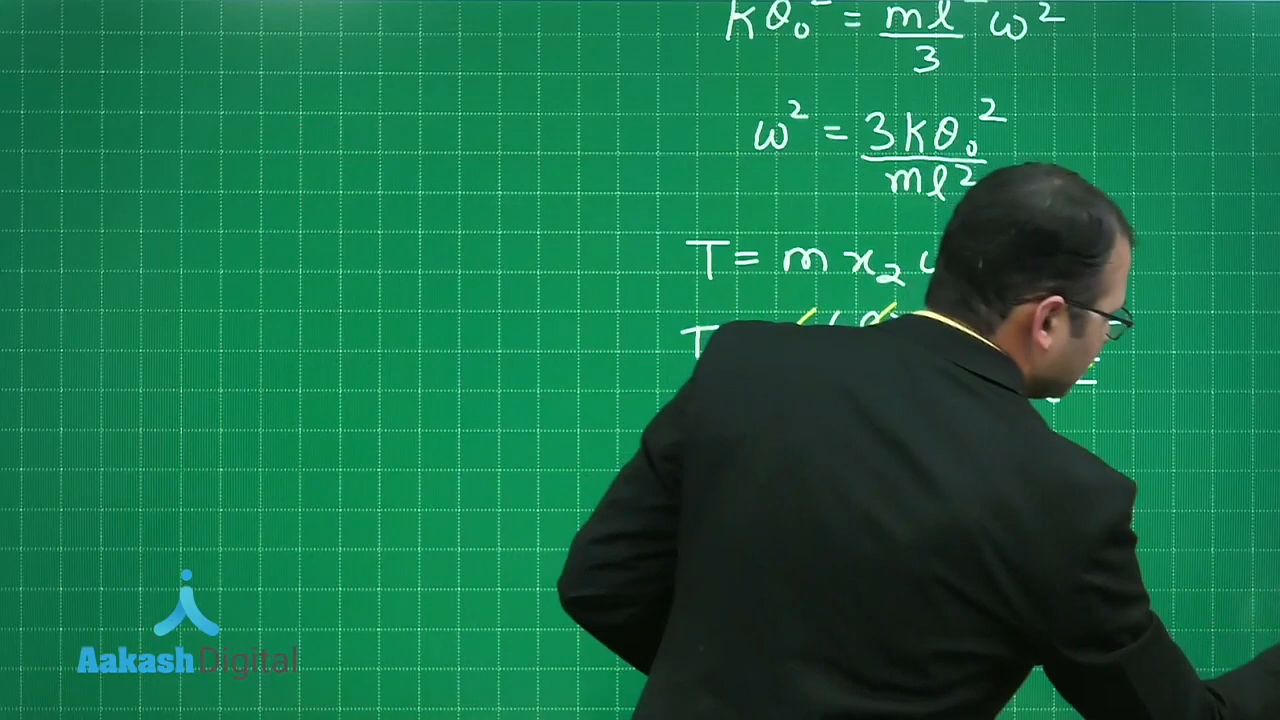 kθ₀² = ml²/3 ω²
ω² = 3kθ₀²/ml²
T = m x₂
T
Aakash Digital